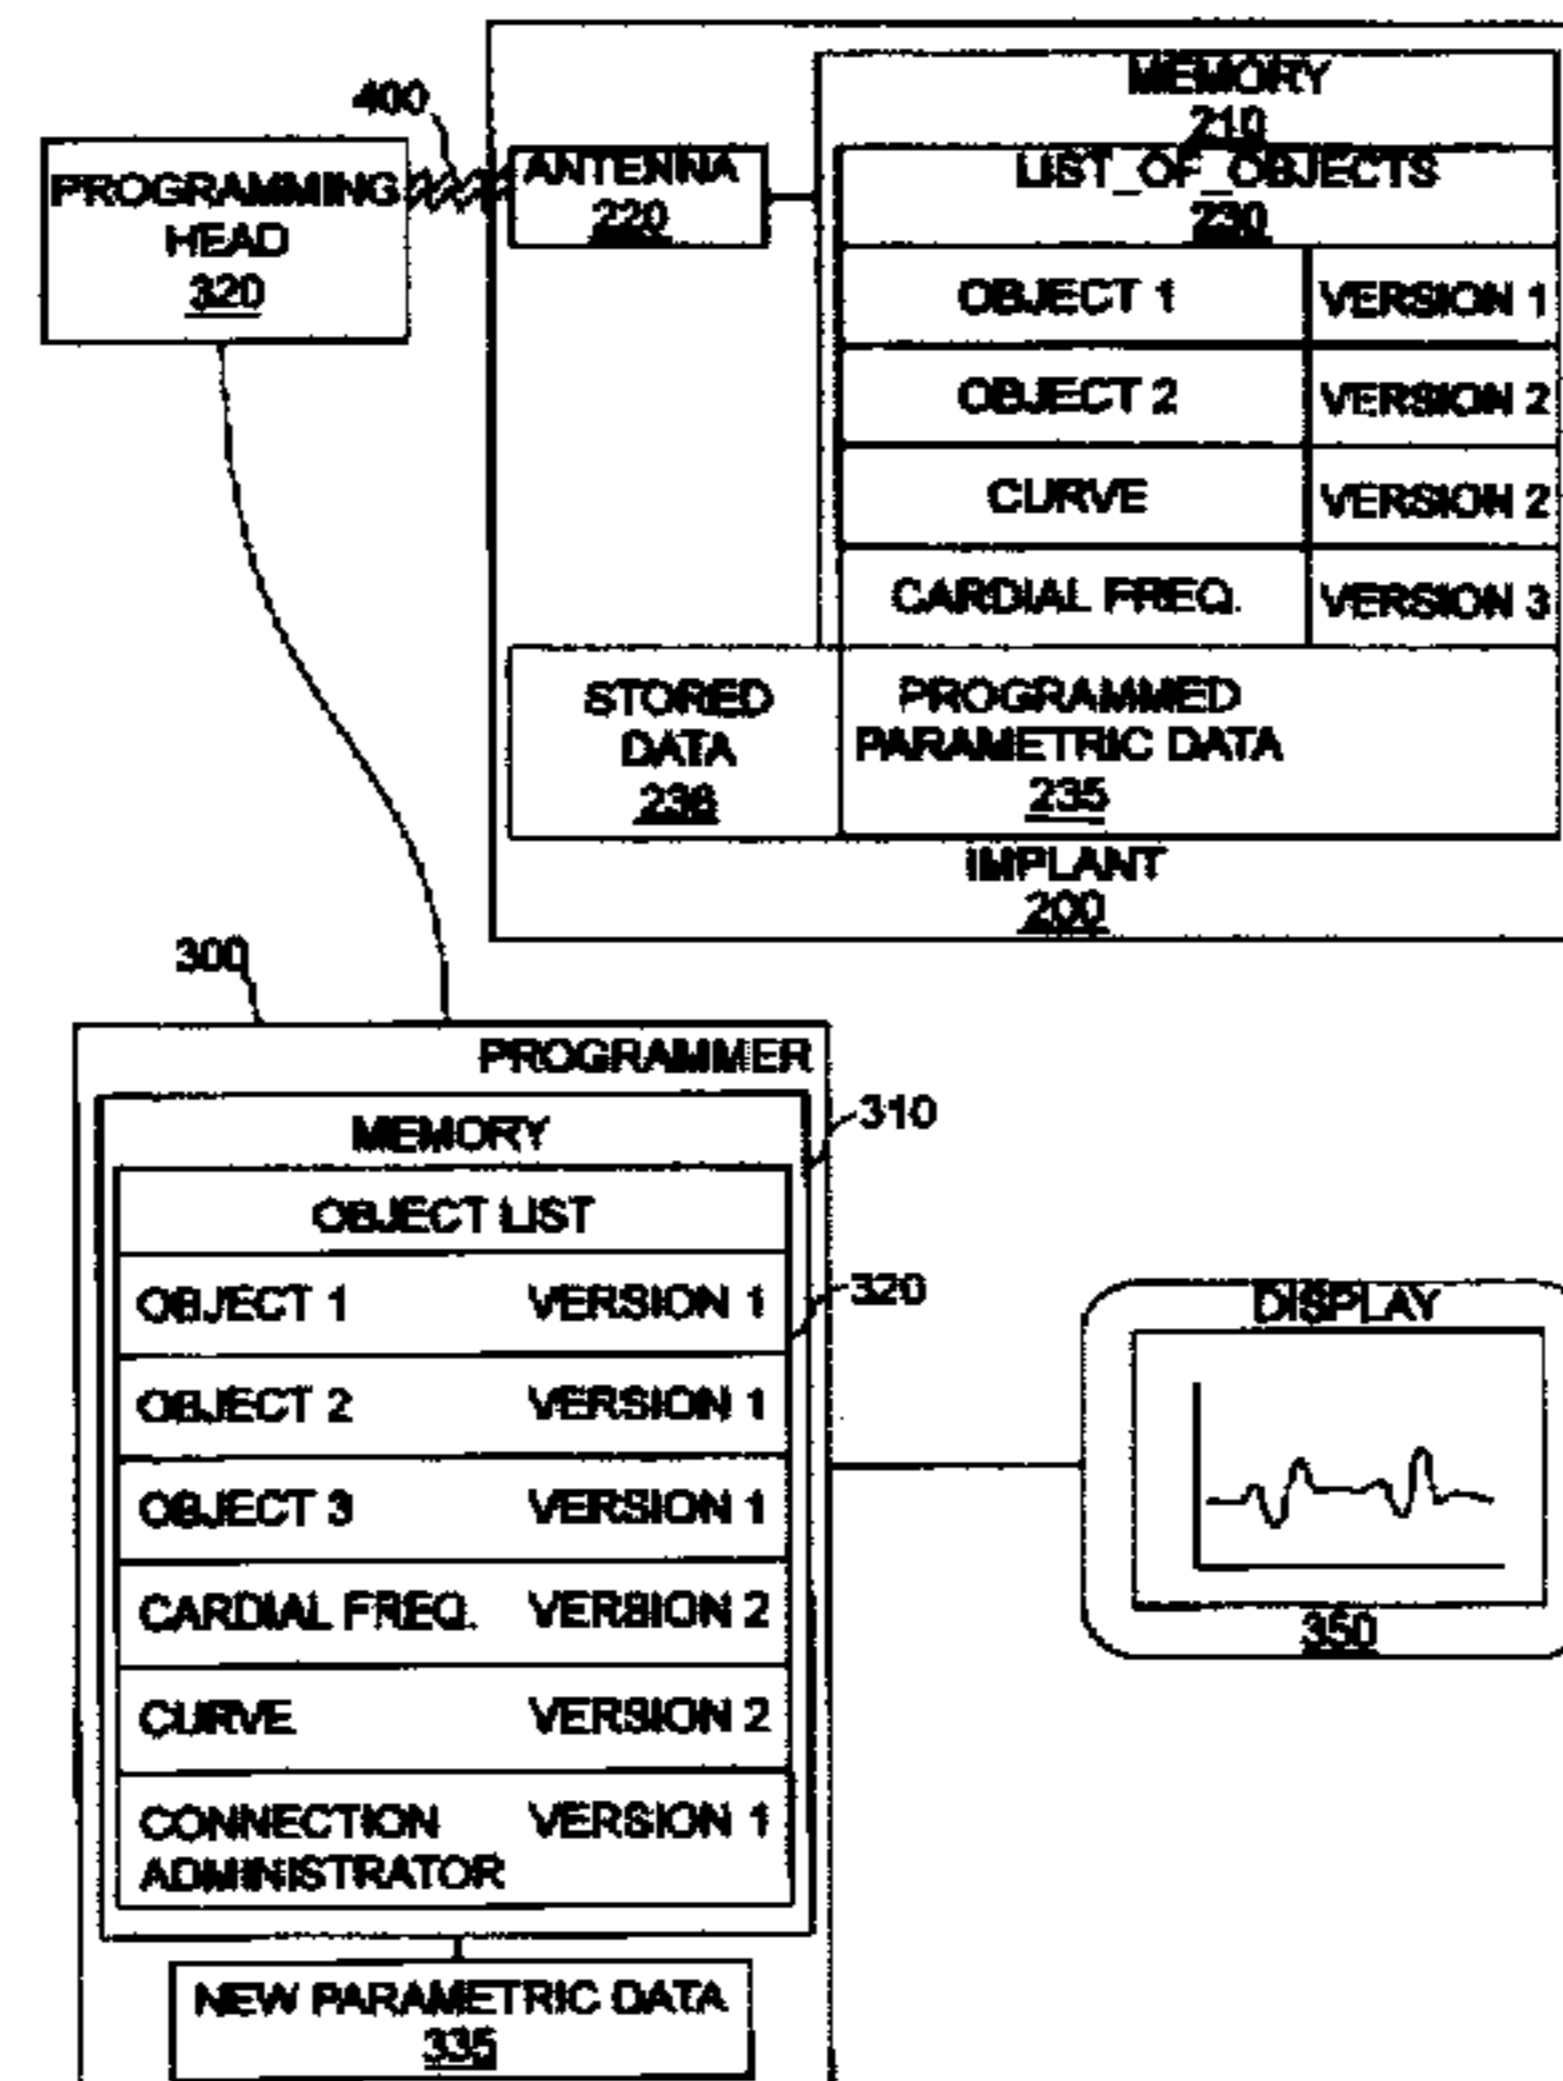 400
PROGRAMMING
HEAD
320
ANTENNA
220
MEMORY
210
LIST_OF_OBJECTS
230
OBJECT 1 VERSION 1
OBJECT 2 VERSION 2
CURVE VERSION 2
CARDIAL FREQ. VERSION 3
STORED
DATA
236
PROGRAMMED
PARAMETRIC DATA
235
IMPLANT
200
300
PROGRAMMER
310
MEMORY
OBJECT LIST
320
OBJECT 1 VERSION 1
OBJECT 2 VERSION 1
OBJECT 3 VERSION 1
CARDIAL FREQ. VERSION 2
CURVE VERSION 2
CONNECTION VERSION 1
ADMINISTRATOR
NEW PARAMETRIC DATA
335
DISPLAY
350